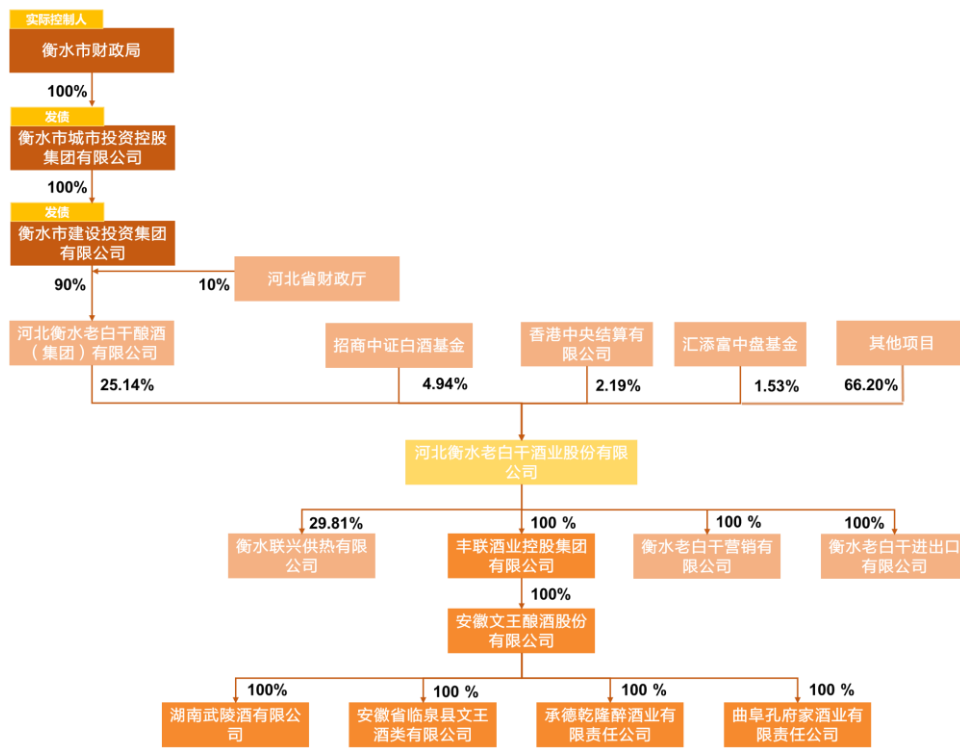 实际控制人
衡水市财政局
100%
发债
衡水市城市投资控股
集团有限公司
100%
发债
衡水市建设投资集团
有限公司
90%
10%
河北省财政厅
河北衡水老白干酿酒
（集团）有限公司
招商中证白酒基金
香港中央结算有
限公司
汇添富中盘基金
其他项目
25.14%
4.94%
2.19%
1.53%
66.20%
河北衡水老白干酒业股份有限
公司
29.81%
100 %
100 %
100%
衡水联兴供热有限
公司
丰联酒业控股集团
有限公司
衡水老白干营销有
限公司
衡水老白干进出口
有限公司
100%
安徽文王酿酒股份
有限公司
100%
100 %
100 %
100 %
湖南武陵酒有限公
司
安徽省临泉县文王
酒类有限公司
承德乾隆醉酒业有
限责任公司
曲阜孔府家酒业有
限责任公司